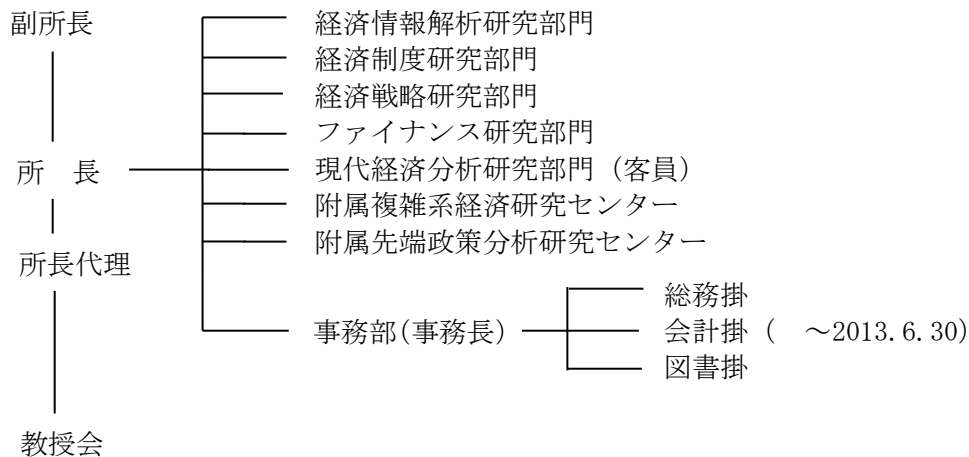 副所長
経済情報解析研究部門
経済制度研究部門
経済戦略研究部門
ファイナンス研究部門
所　長
現代経済分析研究部門（客員）
附属複雑系経済研究センター
附属先端政策分析研究センター
所長代理
総務掛
事務部(事務長)
会計掛（　～2013.6.30)
図書掛
教授会